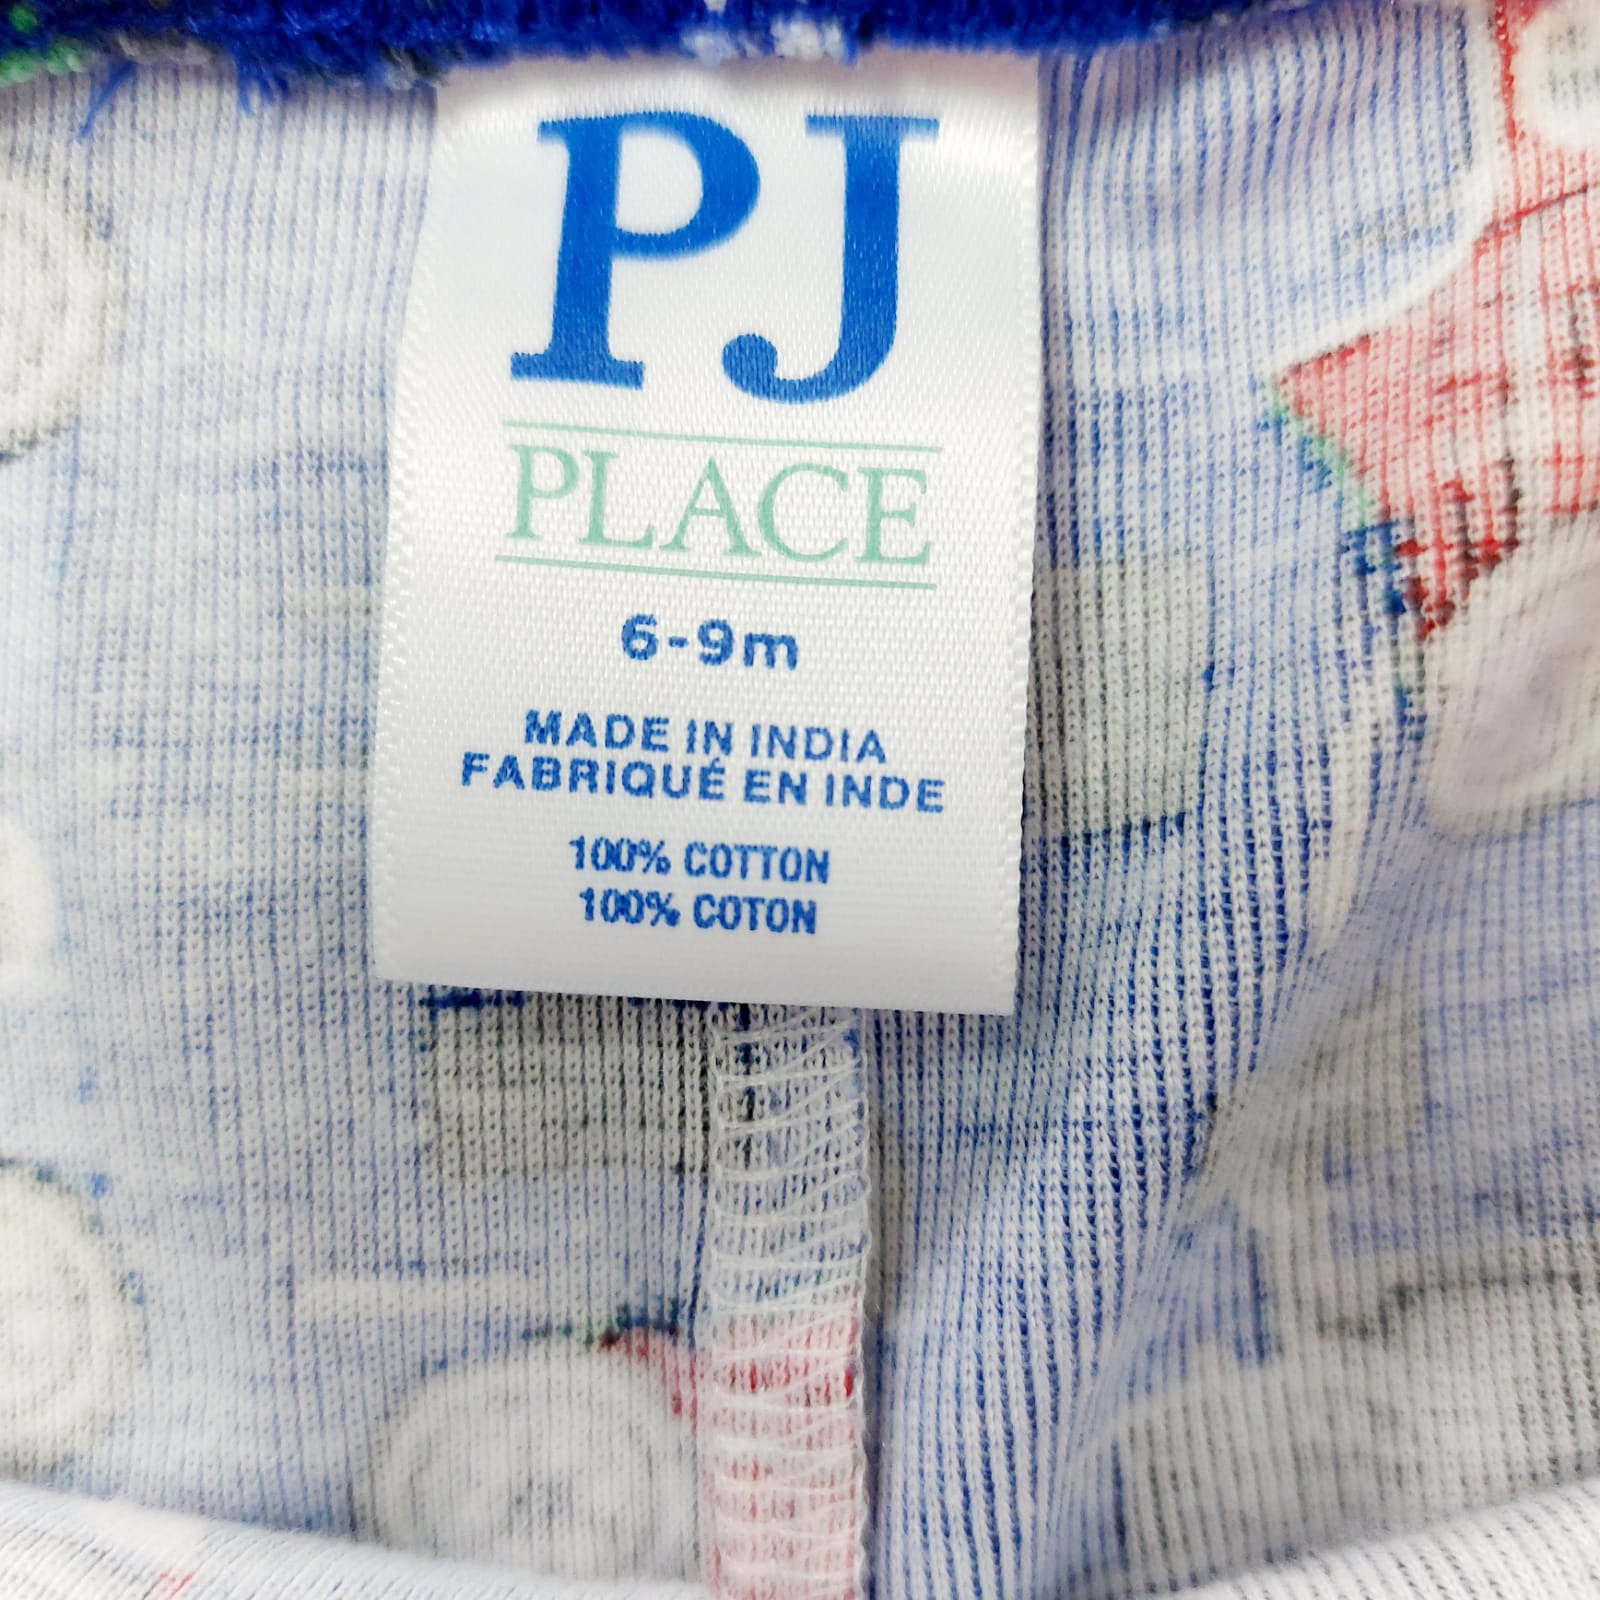 PJ
PLACE
6-9m
MADE IN INDIA
FABRIQUÉ EN INDE
100% COTTON
100% COTON